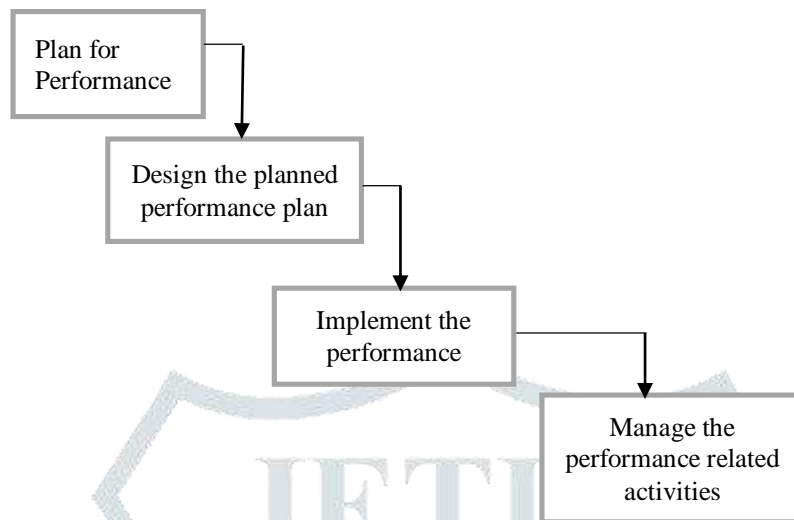 Plan for
Performance
Design the planned
performance plan
Implement the
performance
Manage the
performance related
activities